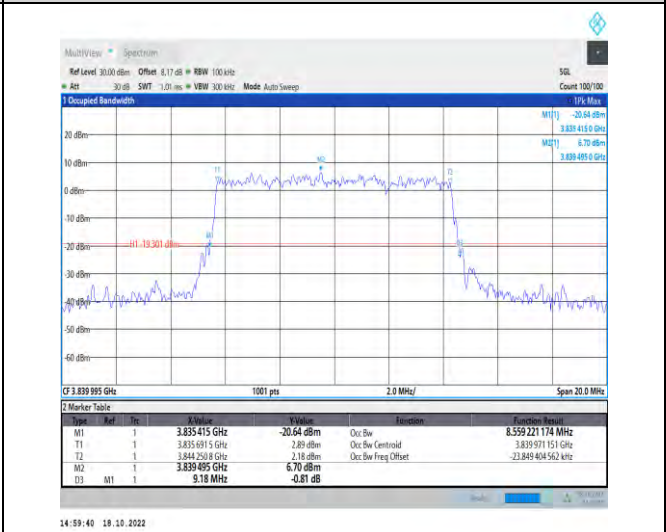 MultiView Spectrum
Ref Level 30.00 dBm Offset 8.17 dB RBW 100 kHz SGL
Att 30 dB SWT 1.01 ms VBW 300 kHz Mode Auto Sweep Count 100/100
1 Occupied Bandwidth 1Pk Max
M1[1] -20.64 dBm
3.839 415 0 GHz
M2[1] 6.70 dBm
3.839 495 0 GHz
20 dBm
10 dBm
M2
T1
T2
0 dBm
-10 dBm
-20 dBm
H1 -19.301 dBm
-30 dBm
-40 dBm
-50 dBm
-60 dBm
CF 3.839 995 GHz 1001 pts 2.0 MHz/ Span 20.0 MHz
2 Marker Table
Type Ref Trc X-Value Y-Value Function Function Result
M1 1 3.835 415 GHz -20.64 dBm Occ Bw 8.559 221 174 MHz
T1 1 3.835 691 5 GHz 2.89 dBm Occ Bw Centroid 3.839 971 151 GHz
T2 1 3.844 250 8 GHz 2.18 dBm Occ Bw Freq Offset -23.849 404 562 kHz
M2 1 3.839 495 GHz 6.70 dBm
D3 M1 1 9.18 MHz -0.81 dB
14:59:40 18.10.2022